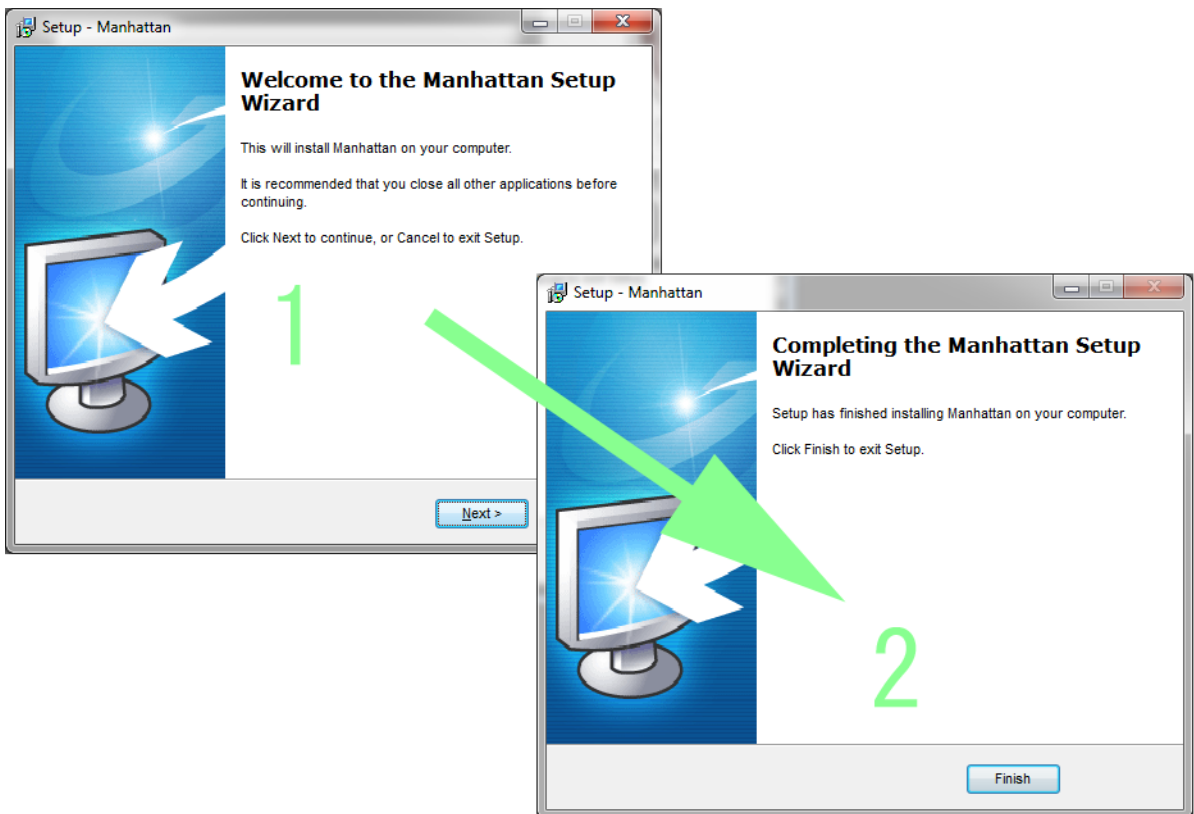 Setup - Manhattan
Welcome to the Manhattan Setup
Wizard
This will install Manhattan on your computer.
It is recommended that you close all other applications before
continuing.
Click Next to continue, or Cancel to exit Setup.
1
Next >
Setup - Manhattan
Completing the Manhattan Setup
Wizard
Setup has finished installing Manhattan on your computer.
Click Finish to exit Setup.
2
Finish